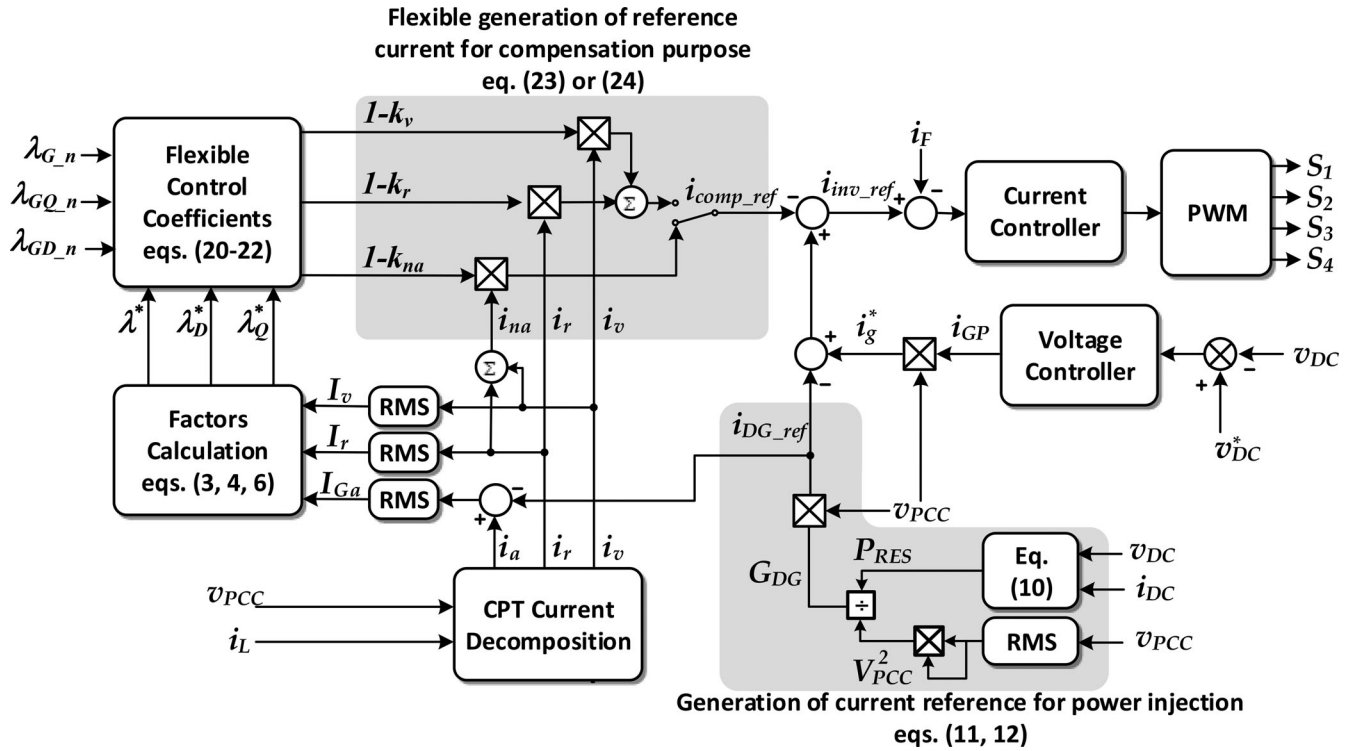 Flexible generation of reference
current for compensation purpose
eq. (23) or (24)
λG_n
λGQ_n
λGD_n
Flexible
Control
Coefficients
eqs. (20-22)
1-kv
1-kr
1-kna
Σ
icomp_ref
-
+
iinv_ref
iF
+
-
Current
Controller
PWM
S1
S2
S3
S4
λ*
λD*
λQ*
ina
ir
iv
Σ
ig*
+
-
iGP
Voltage
Controller
+
-
vDC
v*DC
Factors
Calculation
eqs. (3, 4, 6)
Iv
RMS
Ir
RMS
IGa
RMS
-
+
iDG_ref
vPCC
ia
ir
iv
GDG
PRES
÷
Eq.
(10)
vDC
iDC
V2PCC
RMS
vPCC
vPCC
iL
CPT Current
Decomposition
Generation of current reference for power injection
eqs. (11, 12)